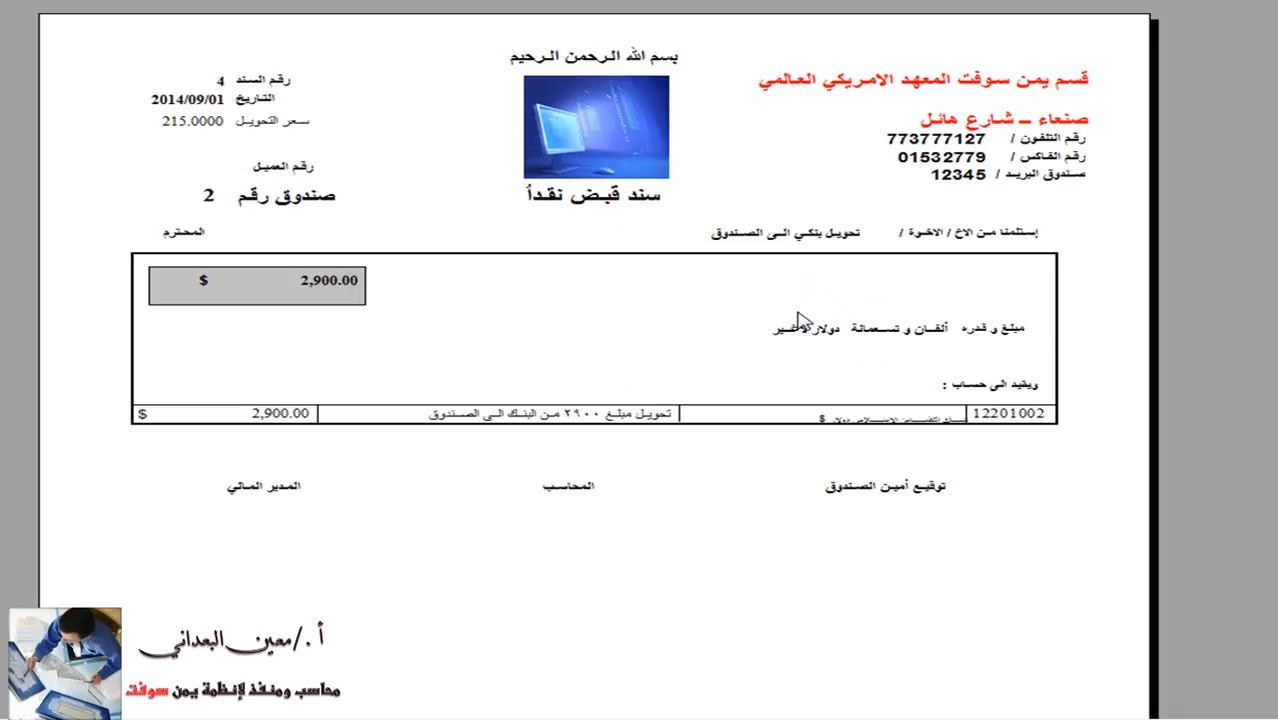 بسم الله الرحمن الرحيم
قسم يمن سوفت المعهد الامريكي العالمي
صنعاء – شارع هائل
رقم التلفون / 773777127
رقم الفاكس / 01532779
صندوق البريد / 12345
رقم السند 4
التاريخ 2014/09/01
سعر التحويل 215.0000
رقم العميل
صندوق رقم 2
سند قبض نقداً
إستلمنا من الاخ / الاخوة / تحويل بنكي الى الصندوق المحترم
2,900.00 $
مبلغ و قدره ألفان و تسعمائة دولار لاغير
ويقيد الى حساب :
12201002 $ تحويل مبلغ ٢٩٠٠ من البنك الى الصندوق 2,900.00 $
توقيع أمين الصندوق المحاسب المدير المالي
أ./معين البعداني
محاسب ومنفذ لإنظمة يمن سوفت